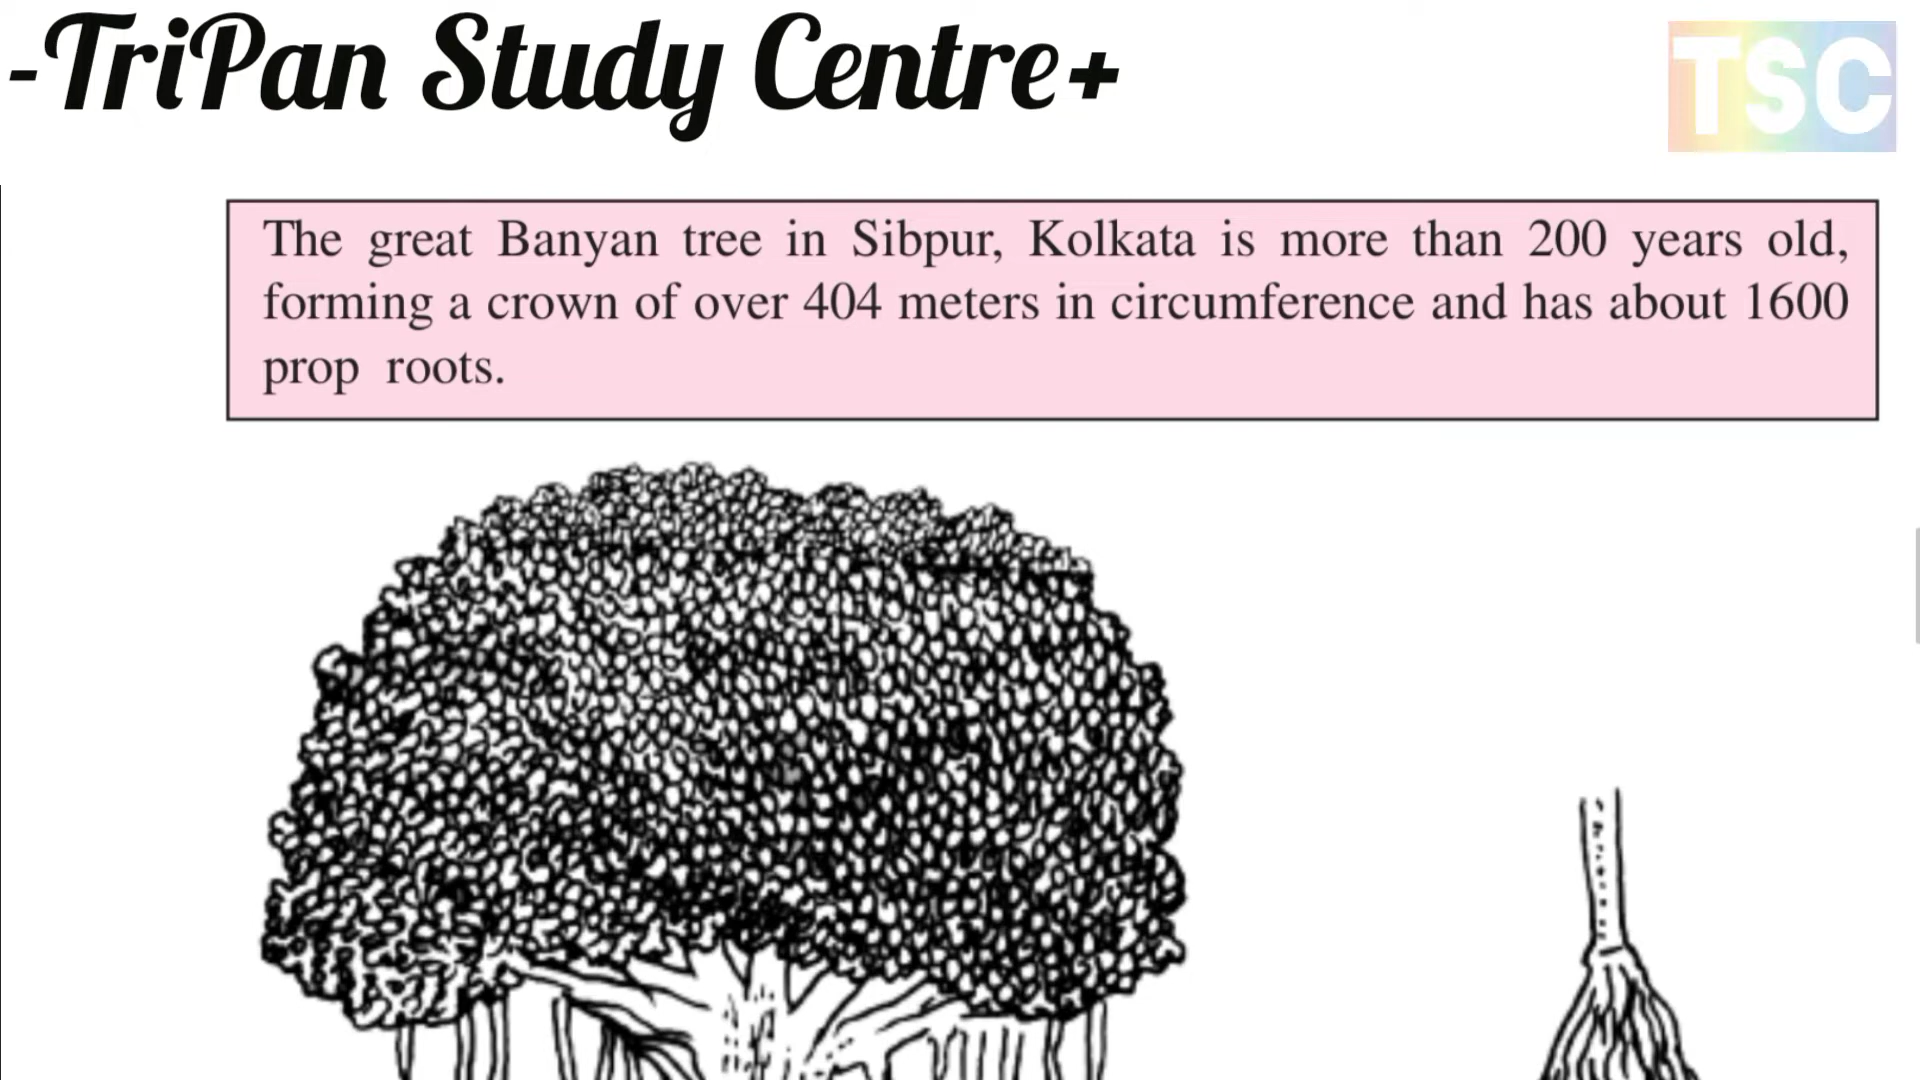 -TriPan Study Centre+
TSC
The great Banyan tree in Sibpur, Kolkata is more than 200 years old,
forming a crown of over 404 meters in circumference and has about 1600
prop roots.